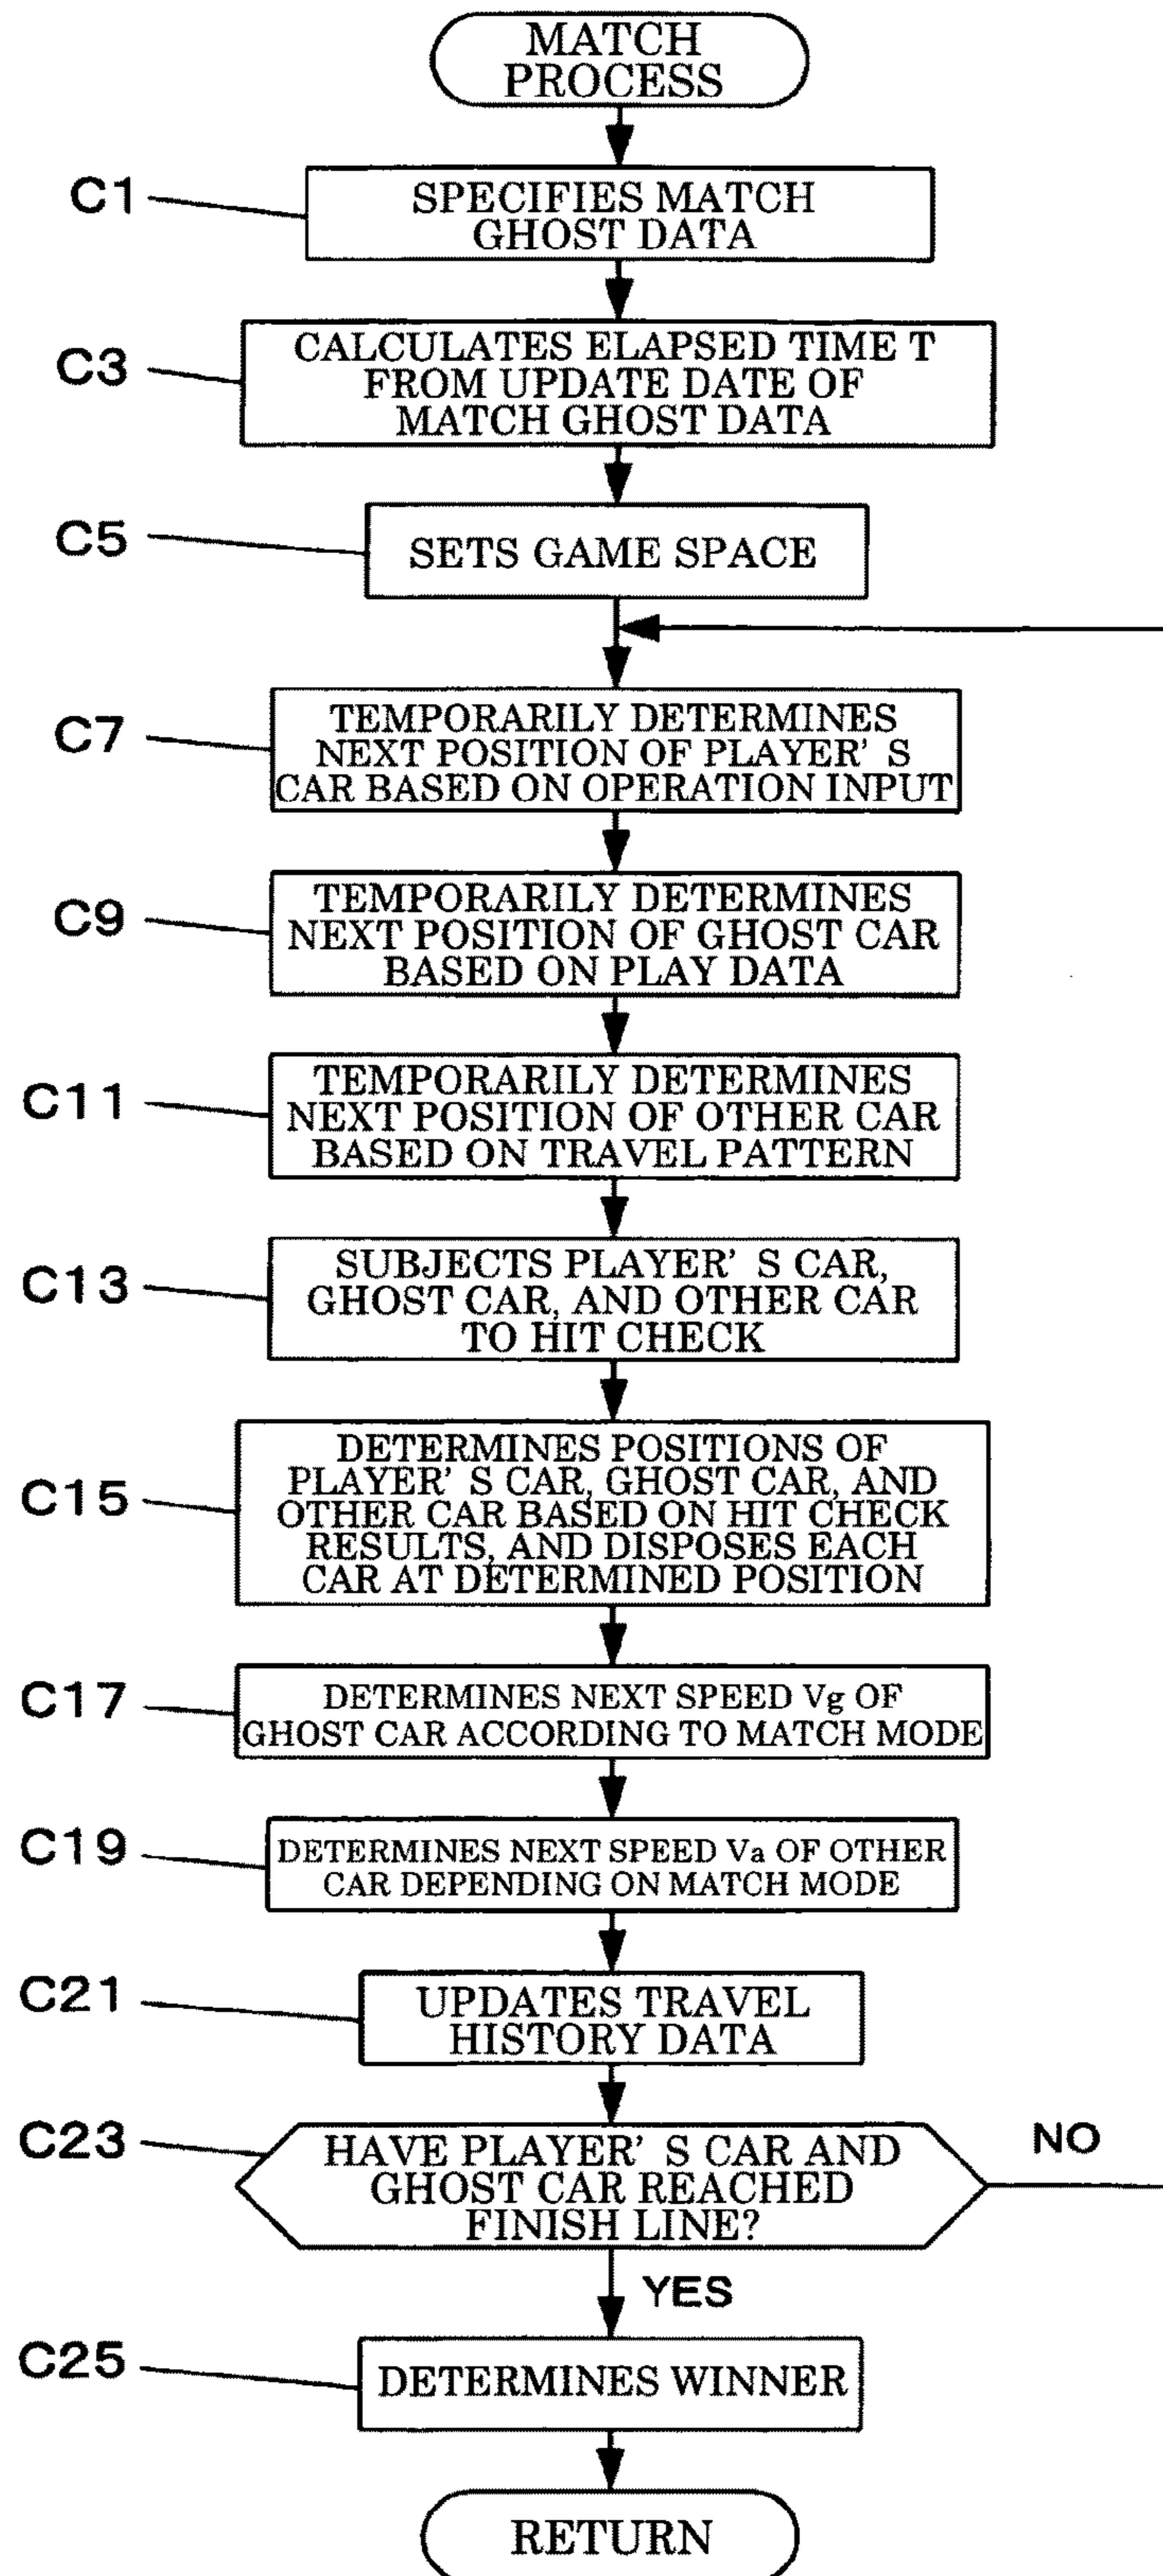 MATCH
PROCESS
C1
SPECIFIES MATCH
GHOST DATA
C3
CALCULATES ELAPSED TIME T
FROM UPDATE DATE OF
MATCH GHOST DATA
C5
SETS GAME SPACE
C7
TEMPORARILY DETERMINES
NEXT POSITION OF PLAYER' S
CAR BASED ON OPERATION INPUT
C9
TEMPORARILY DETERMINES
NEXT POSITION OF GHOST CAR
BASED ON PLAY DATA
C11
TEMPORARILY DETERMINES
NEXT POSITION OF OTHER CAR
BASED ON TRAVEL PATTERN
C13
SUBJECTS PLAYER' S CAR,
GHOST CAR, AND OTHER CAR
TO HIT CHECK
C15
DETERMINES POSITIONS OF
PLAYER' S CAR, GHOST CAR, AND
OTHER CAR BASED ON HIT CHECK
RESULTS, AND DISPOSES EACH
CAR AT DETERMINED POSITION
C17
DETERMINES NEXT SPEED Vg OF
GHOST CAR ACCORDING TO MATCH MODE
C19
DETERMINES NEXT SPEED Va OF OTHER
CAR DEPENDING ON MATCH MODE
C21
UPDATES TRAVEL
HISTORY DATA
C23
HAVE PLAYER' S CAR AND
GHOST CAR REACHED
FINISH LINE?
NO
YES
C25
DETERMINES WINNER
RETURN